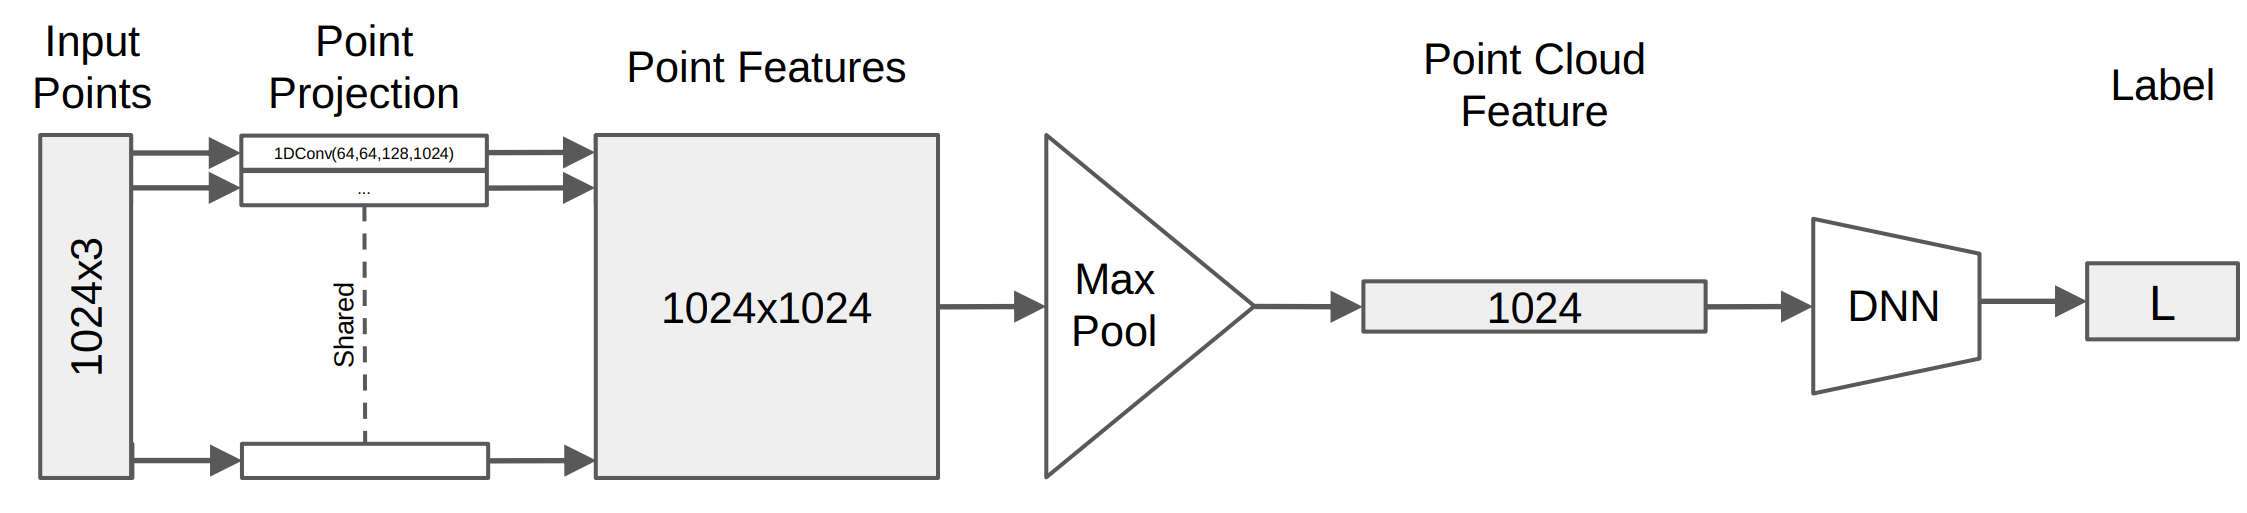 Input
Points
Point
Projection
Point Features
Point Cloud
Feature
Label
1024x3
1DConv(64,64,128,1024)
...
Shared
1024x1024
Max
Pool
1024
DNN
L